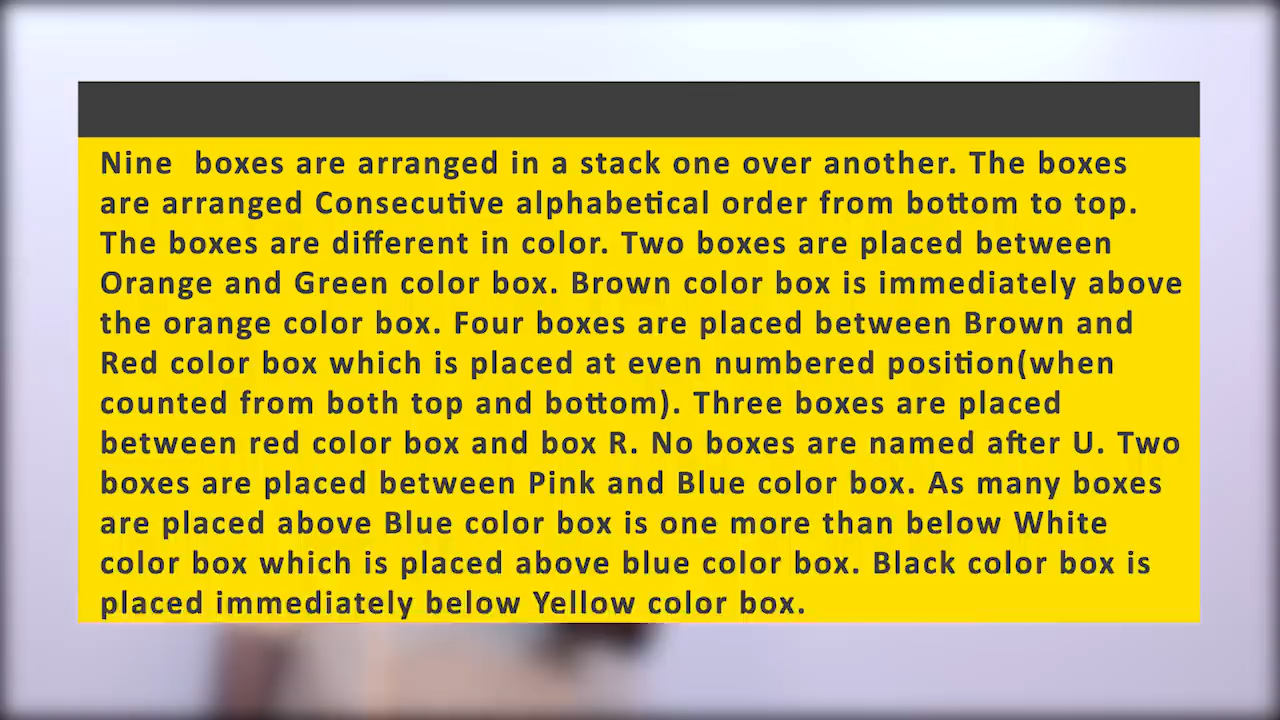 Nine boxes are arranged in a stack one over another. The boxes
are arranged Consecutive alphabetical order from bottom to top.
The boxes are different in color. Two boxes are placed between
Orange and Green color box. Brown color box is immediately above
the orange color box. Four boxes are placed between Brown and
Red color box which is placed at even numbered position(when
counted from both top and bottom). Three boxes are placed
between red color box and box R. No boxes are named after U. Two
boxes are placed between Pink and Blue color box. As many boxes
are placed above Blue color box is one more than below White
color box which is placed above blue color box. Black color box is
placed immediately below Yellow color box.